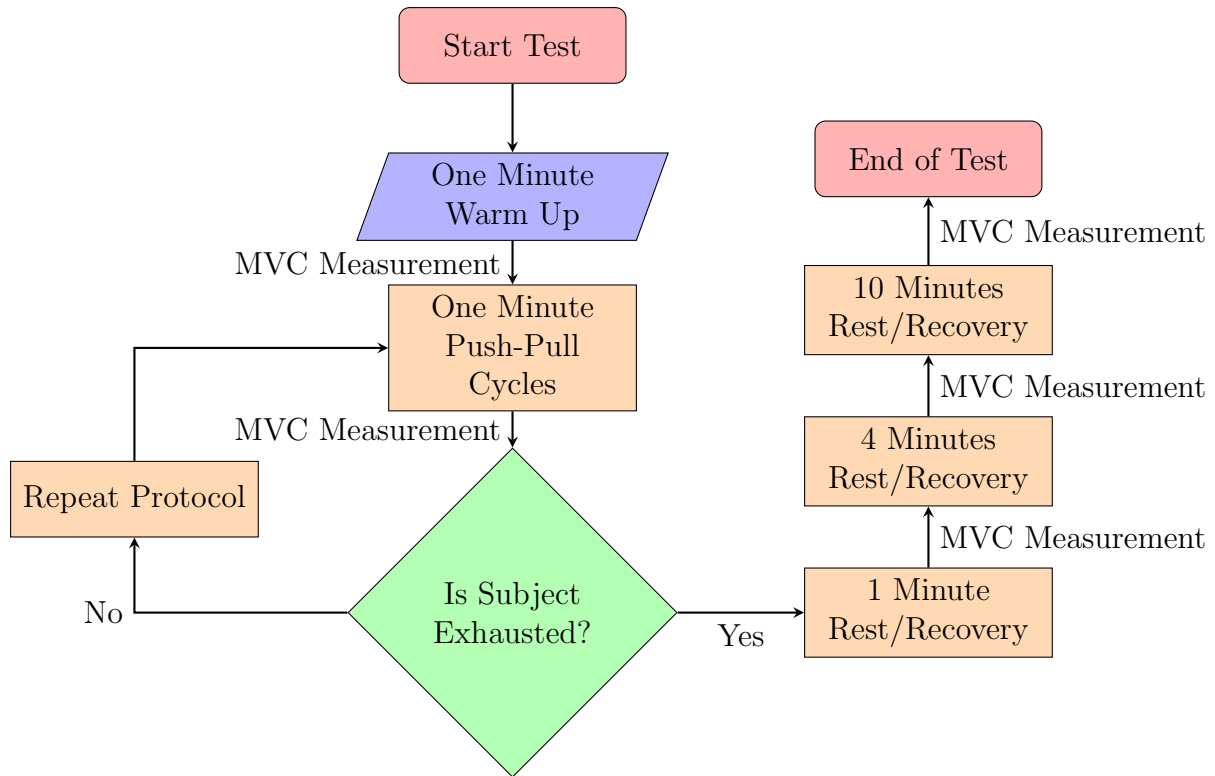 Start Test
One Minute
Warm Up
MVC Measurement
One Minute
Push-Pull
Cycles
MVC Measurement
Repeat Protocol
Is Subject
Exhausted?
No
Yes
1 Minute
Rest/Recovery
MVC Measurement
4 Minutes
Rest/Recovery
MVC Measurement
10 Minutes
Rest/Recovery
MVC Measurement
End of Test